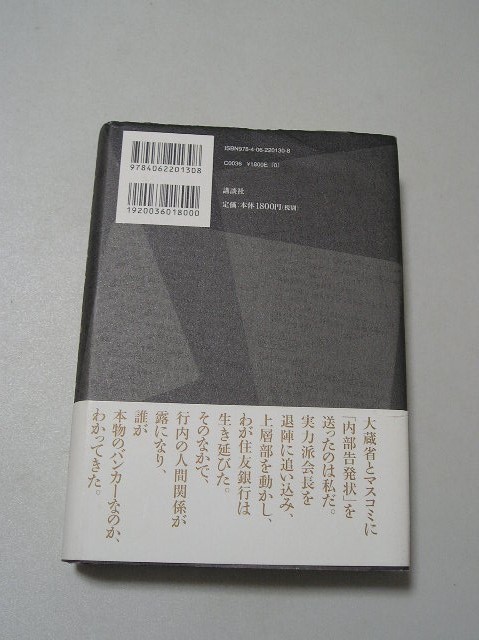 ISBN978-4-06-220130-8
C0036 ¥1800E (0)
9784062201308
講談社
定価:本体1800円(税別)
1920036018000
大蔵省とマスコミに
「内部告発状」を
送ったのは私だ。
実力派会長を
退陣に追い込み、
上層部を動かし、
わが住友銀行は
生き延びた。
そのなかで、
行内の人間関係が
露になり、
誰が
本物の〝バンカー〟なのか、
わかってきた。